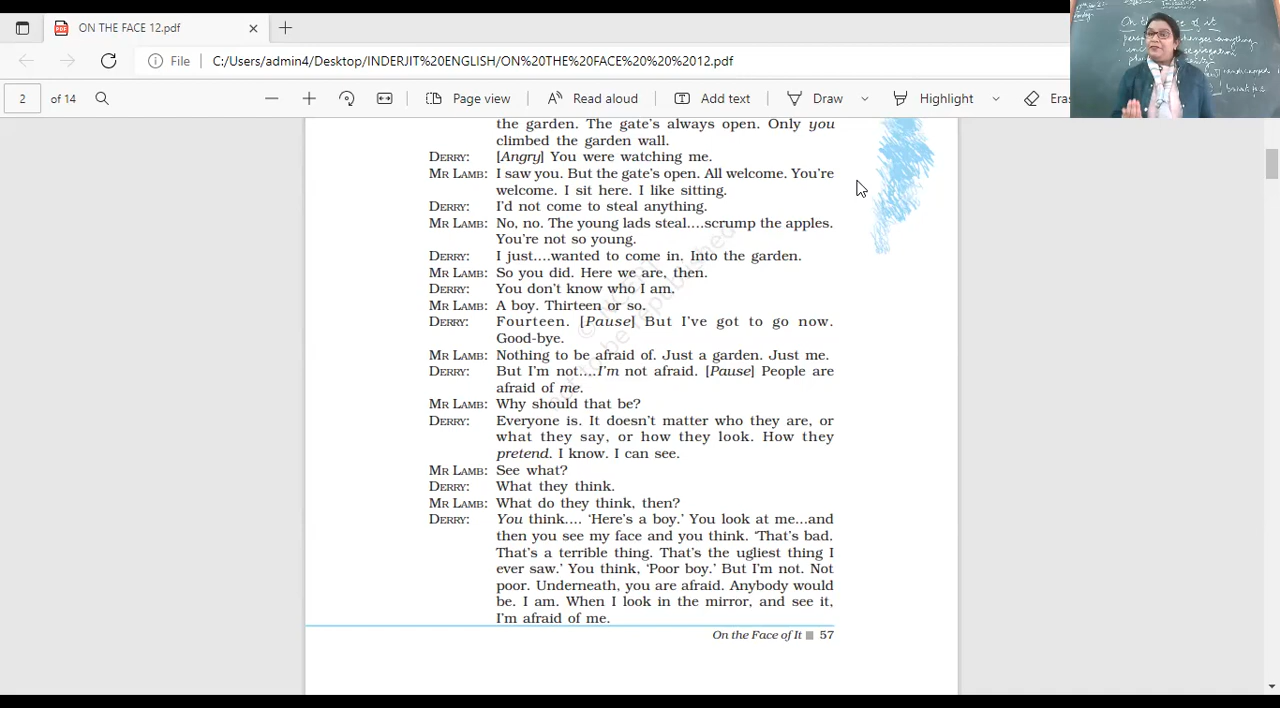 ON THE FACE 12.pdf
File
C:/Users/admin4/Desktop/INDERJIT%20ENGLISH/ON%20THE%20FACE%20%20%2012.pdf
2 of 14
Page view
Read aloud
Add text
Draw
Highlight
Eras
On the face of it
the garden. The gate's always open. Only you
climbed the garden wall.
DERRY: [Angry] You were watching me.
MR LAMB: I saw you. But the gate's open. All welcome. You're
welcome. I sit here. I like sitting.
DERRY: I'd not come to steal anything.
MR LAMB: No, no. The young lads steal....scrump the apples.
You're not so young.
DERRY: I just....wanted to come in. Into the garden.
MR LAMB: So you did. Here we are, then.
DERRY: You don't know who I am.
MR LAMB: A boy. Thirteen or so.
DERRY: Fourteen. [Pause] But I've got to go now.
Good-bye.
MR LAMB: Nothing to be afraid of. Just a garden. Just me.
DERRY: But I'm not....I'm not afraid. [Pause] People are
afraid of me.
MR LAMB: Why should that be?
DERRY: Everyone is. It doesn't matter who they are, or
what they say, or how they look. How they
pretend. I know. I can see.
MR LAMB: See what?
DERRY: What they think.
MR LAMB: What do they think, then?
DERRY: You think.... 'Here's a boy.' You look at me...and
then you see my face and you think. 'That's bad.
That's a terrible thing. That's the ugliest thing I
ever saw.' You think, 'Poor boy.' But I'm not. Not
poor. Underneath, you are afraid. Anybody would
be. I am. When I look in the mirror, and see it,
I'm afraid of me.
On the Face of It 57